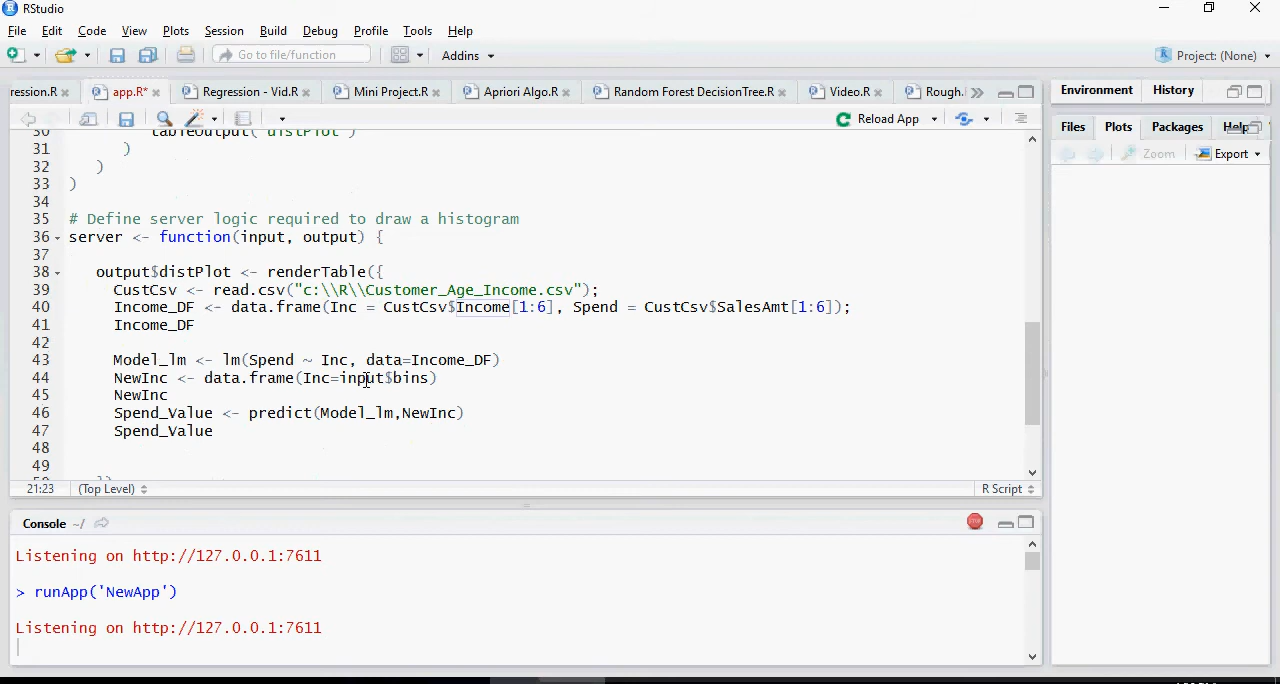 RStudio
File Edit Code View Plots Session Build Debug Profile Tools Help
Go to file/function Addins Project: (None)
ression.R app.R* Regression - Vid.R Mini Project.R Apriori Algo.R Random Forest DecisionTree.R Video.R Rough.
Reload App
30 tableOutput("distPlot")
31 )
32 )
33 )
34
35 # Define server logic required to draw a histogram
36 server <- function(input, output) {
37
38 output$distPlot <- renderTable({
39 CustCsv <- read.csv("c:\\R\\Customer_Age_Income.csv");
40 Income_DF <- data.frame(Inc = CustCsv$Income[1:6], Spend = CustCsv$SalesAmt[1:6]);
41 Income_DF
42
43 Model_lm <- lm(Spend ~ Inc, data=Income_DF)
44 NewInc <- data.frame(Inc=input$bins)
45 NewInc
46 Spend_Value <- predict(Model_lm,NewInc)
47 Spend_Value
48
49
21:23 (Top Level) R Script
Console ~/
STOP
Listening on http://127.0.0.1:7611
> runApp('NewApp')
Listening on http://127.0.0.1:7611
Environment History
Files Plots Packages Help
Zoom Export